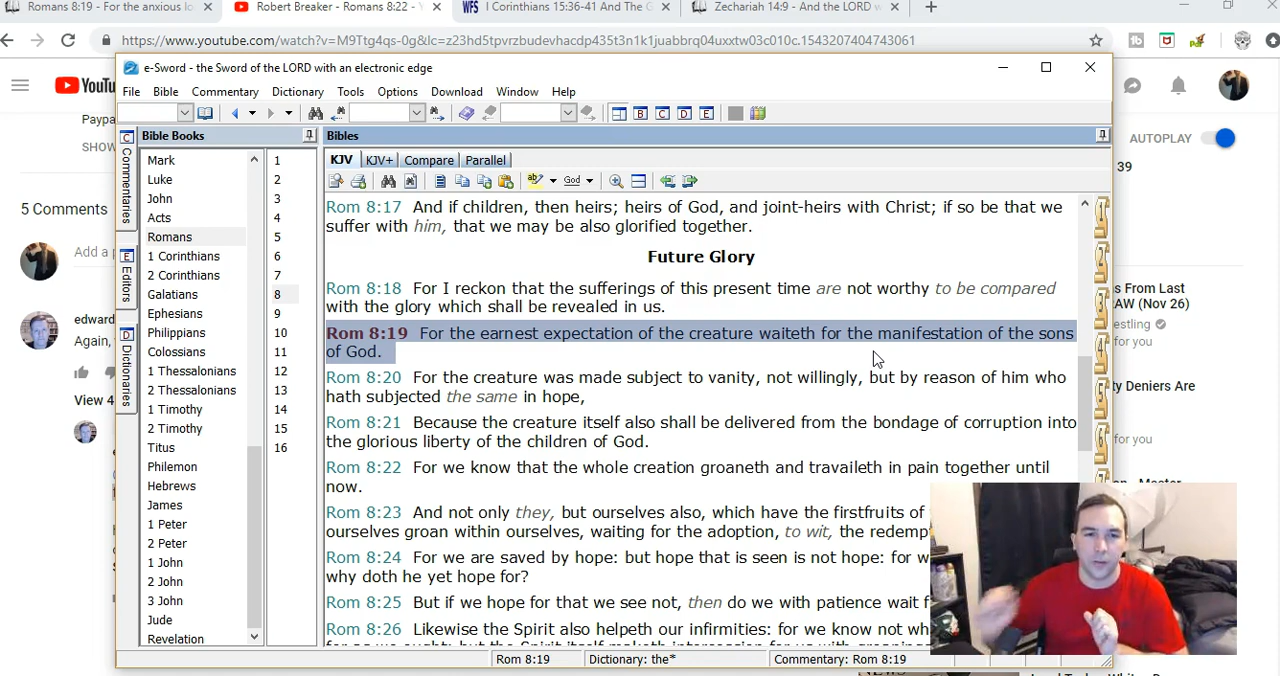 Romans 8:19 - For the anxious lo
Robert Breaker - Romans 8:22 -
I Corinthians 15:36-41 And The G
Zechariah 14:9 - And the LORD w
https://www.youtube.com/watch?v=M9Ttg4qs-0g&lc=z23hd5tpvrzbudevhacdp435t3n1k1juabbrq04uxxtw03c010c.1543207404743061
e-Sword - the Sword of the LORD with an electronic edge
File Bible Commentary Dictionary Tools Options Download Window Help
B C D E
Bible Books
Bibles
KJV KJV+ Compare Parallel
Commentaries
Editors
Dictionaries
Mark 1
Luke 2
John 3
Acts 4
Romans 5
1 Corinthians 6
2 Corinthians 7
Galatians 8
Ephesians 9
Philippians 10
Colossians 11
1 Thessalonians 12
2 Thessalonians 13
1 Timothy 14
2 Timothy 15
Titus 16
Philemon
Hebrews
James
1 Peter
2 Peter
1 John
2 John
3 John
Jude
Revelation
Rom 8:17 And if children, then heirs; heirs of God, and joint-heirs with Christ; if so be that we
suffer with him, that we may be also glorified together.
Future Glory
Rom 8:18 For I reckon that the sufferings of this present time are not worthy to be compared
with the glory which shall be revealed in us.
Rom 8:19 For the earnest expectation of the creature waiteth for the manifestation of the sons
of God.
Rom 8:20 For the creature was made subject to vanity, not willingly, but by reason of him who
hath subjected the same in hope,
Rom 8:21 Because the creature itself also shall be delivered from the bondage of corruption into
the glorious liberty of the children of God.
Rom 8:22 For we know that the whole creation groaneth and travaileth in pain together until
now.
Rom 8:23 And not only they, but ourselves also, which have the firstfruits of
ourselves groan within ourselves, waiting for the adoption, to wit, the redemp
Rom 8:24 For we are saved by hope: but hope that is seen is not hope: for w
why doth he yet hope for?
Rom 8:25 But if we hope for that we see not, then do we with patience wait f
Rom 8:26 Likewise the Spirit also helpeth our infirmities: for we know not wh
Rom 8:19
Dictionary: the*
Commentary: Rom 8:19
YouTu
Paypa
SHOW
5 Comments
Add a
edward
Again,
View 4
AUTOPLAY
39
s From Last
AW (Nov 26)
estling
for you
y Deniers Are
for you